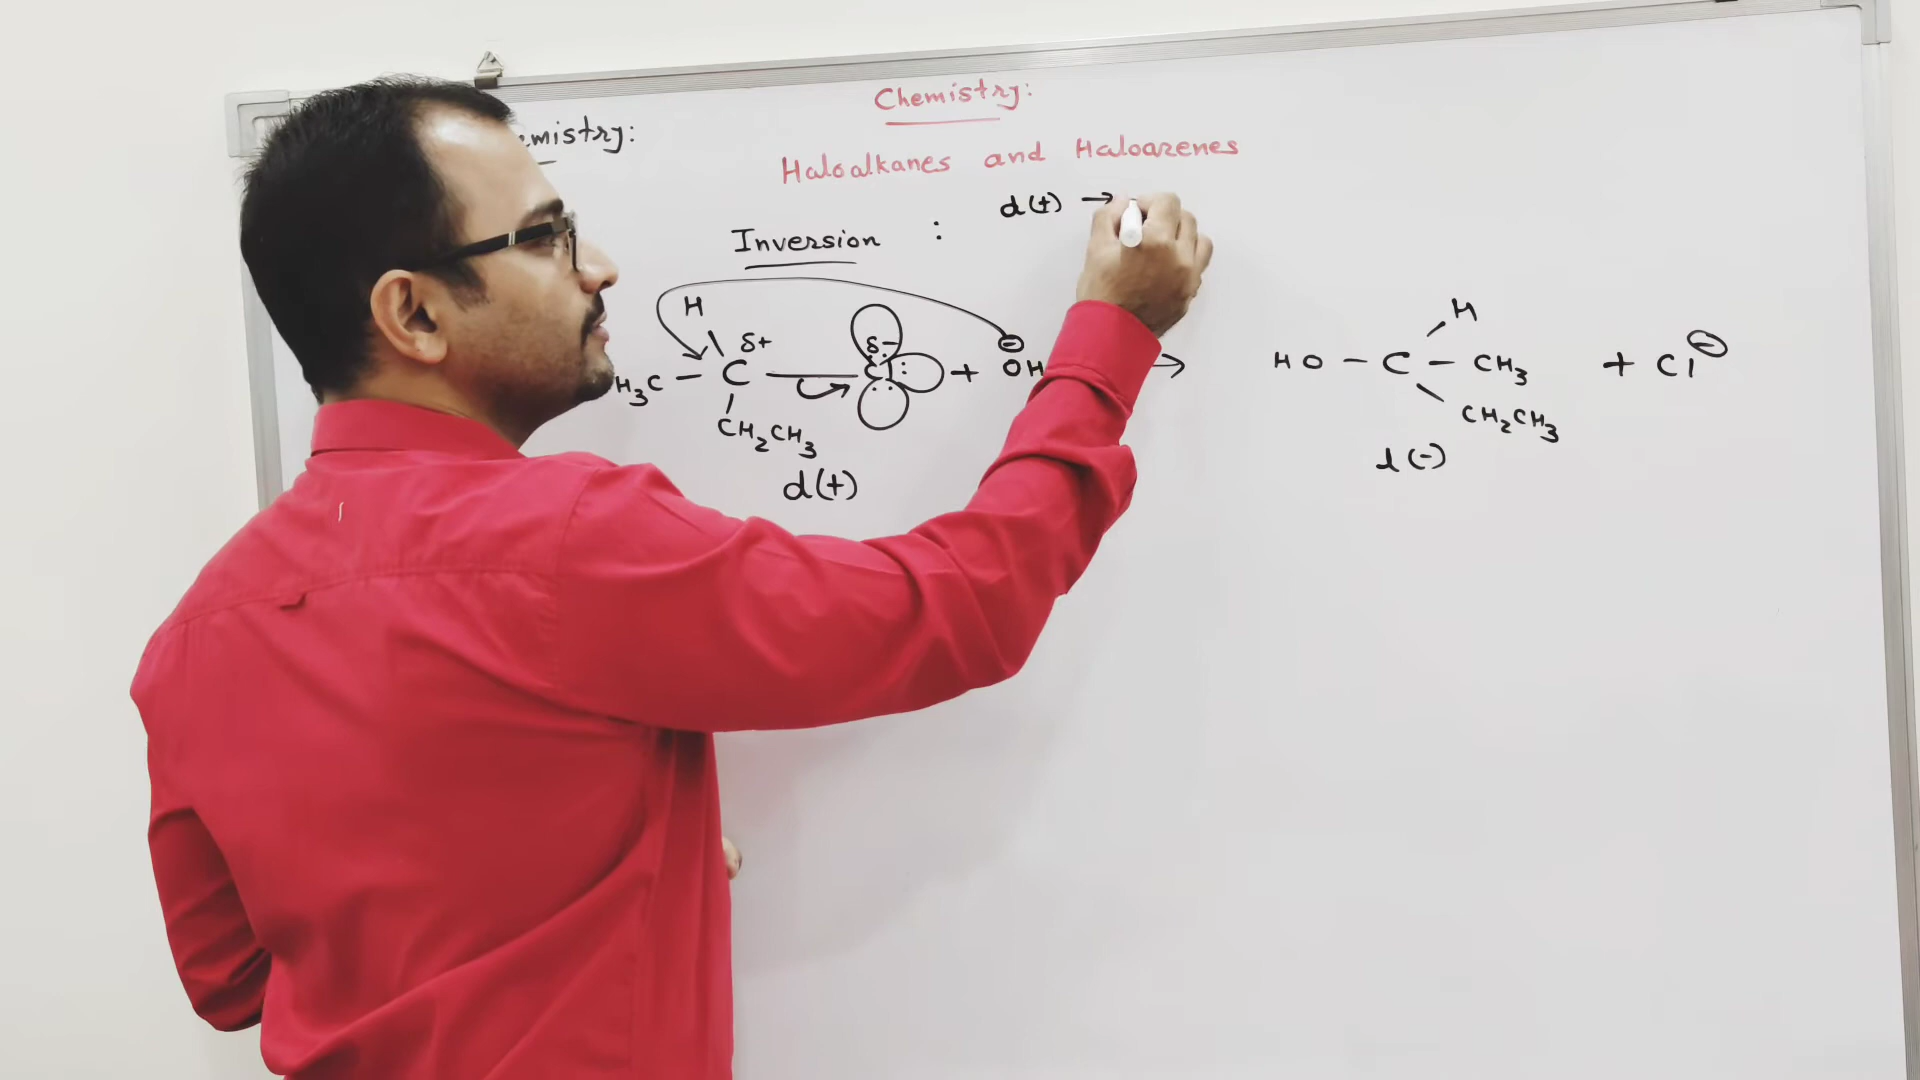 Chemistry:
emistry:
Haloalkanes and Haloarenes
d(+) →
Inversion :
H
δ+ δ- ⊖
H₃C − C − Cl + OH → HO − C − CH₃ + Cl⊖
H
CH₂CH₃
CH₂CH₃
d(+)
l(-)